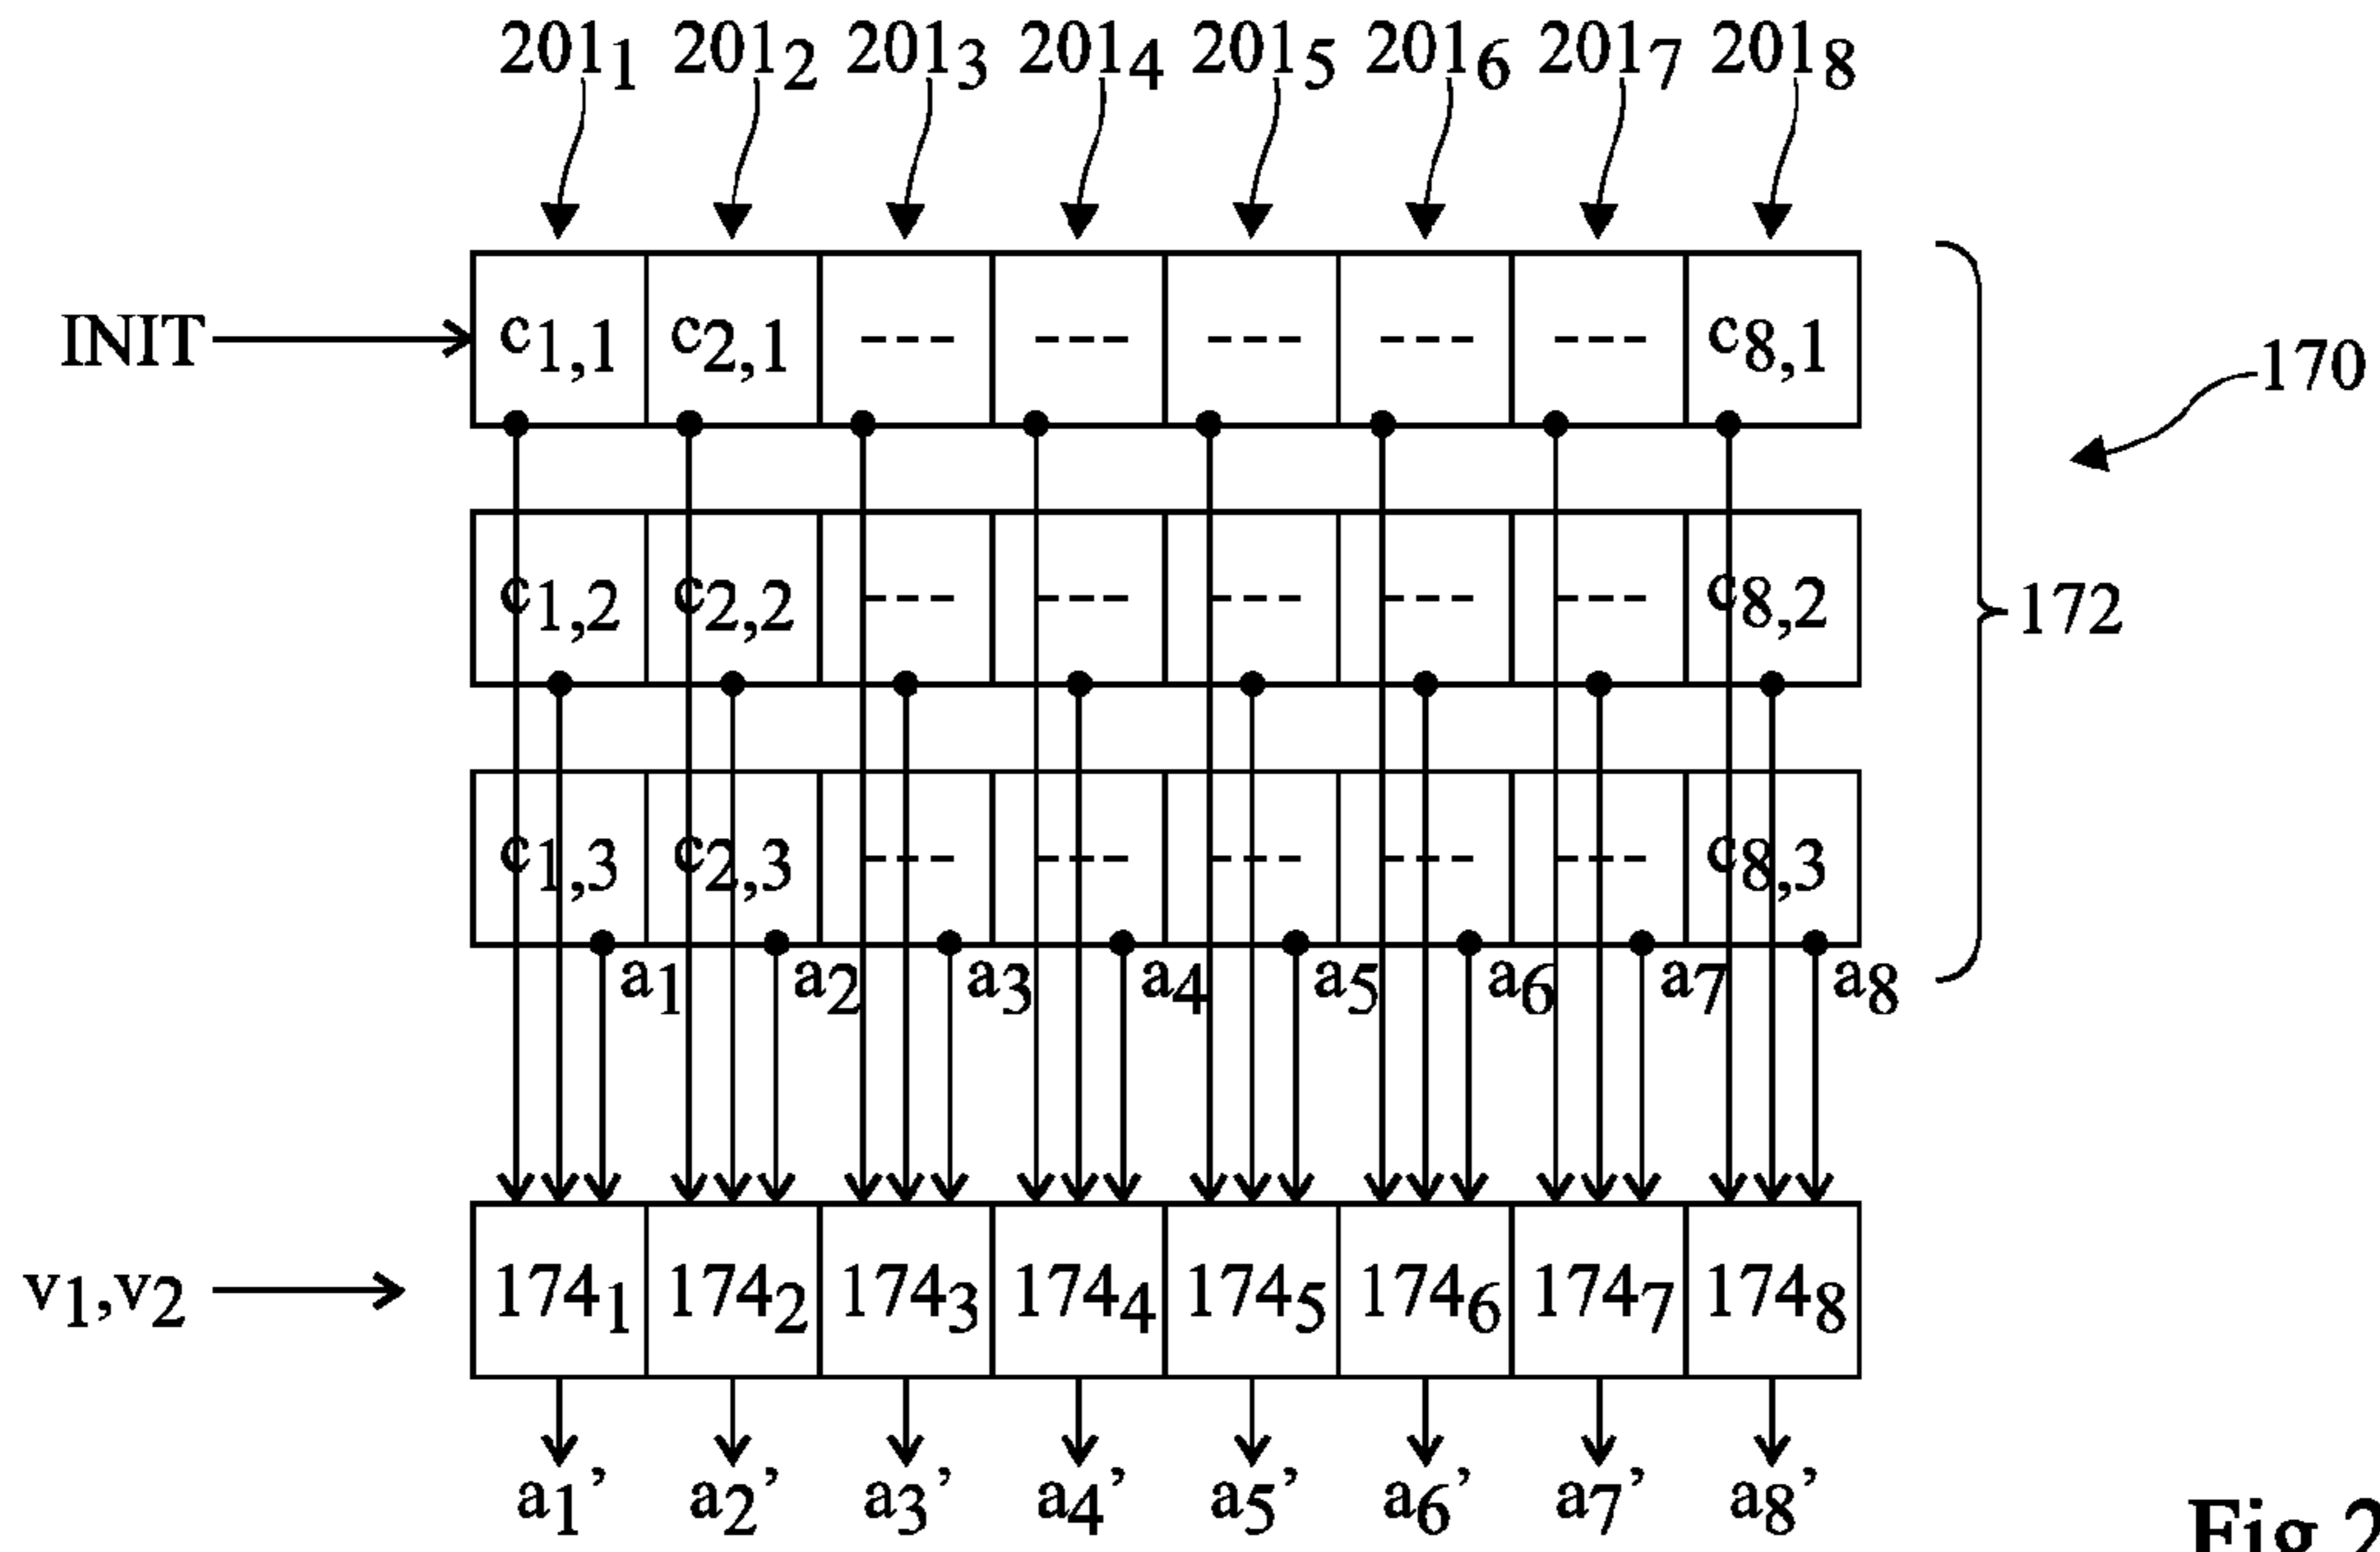 201₁ 201₂ 201₃ 201₄ 201₅ 201₆ 201₇ 201₈
INIT c₁,₁ c₂,₁ ---- ---- ---- ---- ---- c₈,₁
170
c₁,₂ c₂,₂ ---- ---- ---- ---- ---- c₈,₂
172
c₁,₃ c₂,₃ ---- ---- ---- ---- ---- c₈,₃
a₁ a₂ a₃ a₄ a₅ a₆ a₇ a₈
v₁,v₂ 174₁ 174₂ 174₃ 174₄ 174₅ 174₆ 174₇ 174₈
a₁’ a₂’ a₃’ a₄’ a₅’ a₆’ a₇’ a₈’
Fig 2